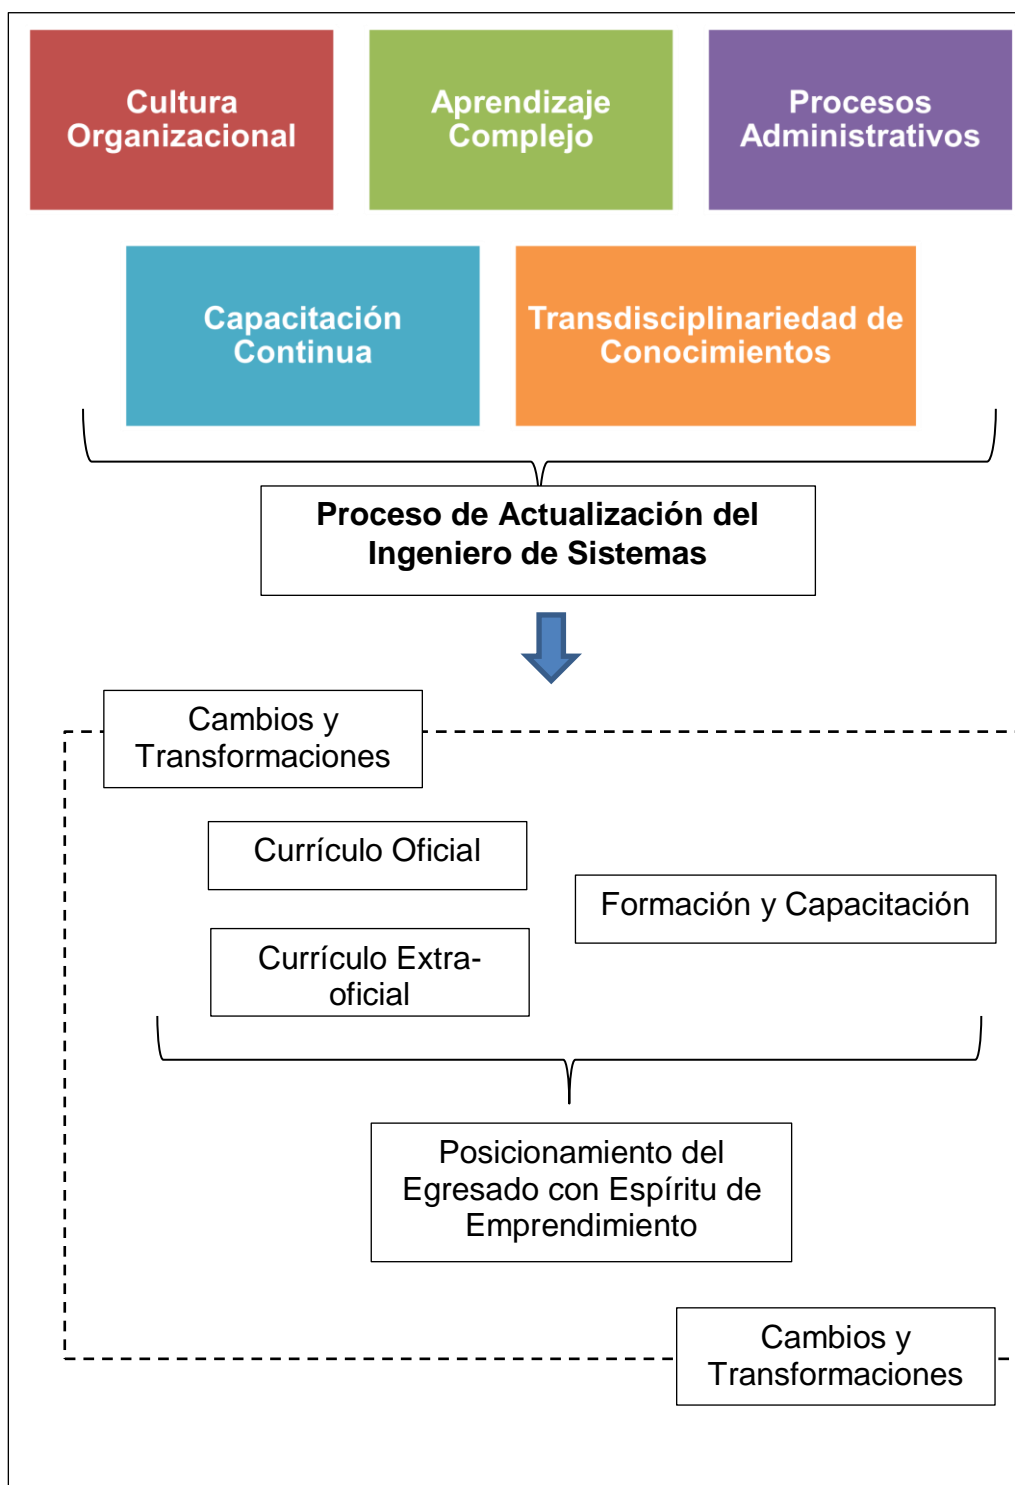 Cultura
Organizacional
Aprendizaje
Complejo
Procesos
Administrativos
Capacitación
Continua
Transdisciplinariedad de
Conocimientos
Proceso de Actualización del
Ingeniero de Sistemas
Cambios y
Transformaciones
Currículo Oficial
Formación y Capacitación
Currículo Extra-
oficial
Posicionamiento del
Egresado con Espíritu de
Emprendimiento
Cambios y
Transformaciones